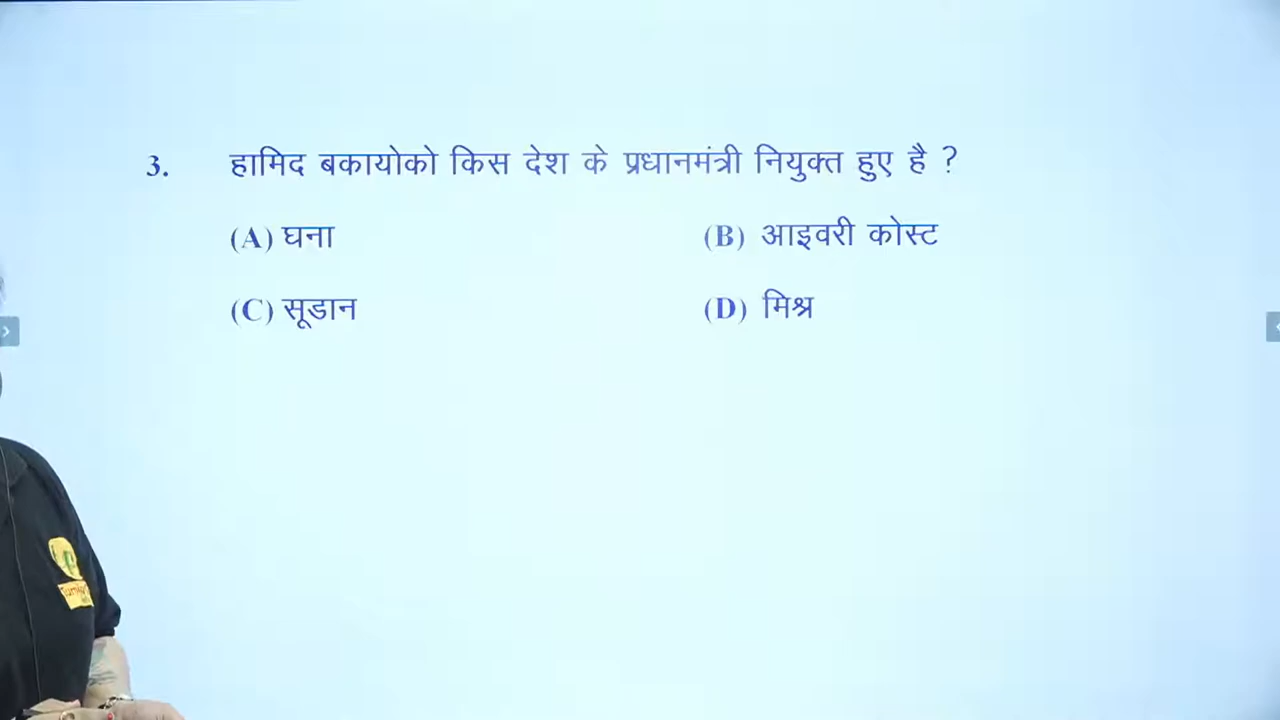 3. हामिद बकायोको किस देश के प्रधानमंत्री नियुक्त हुए है ?
(A) घना (B) आइवरी कोस्ट
(C) सूडान (D) मिश्र